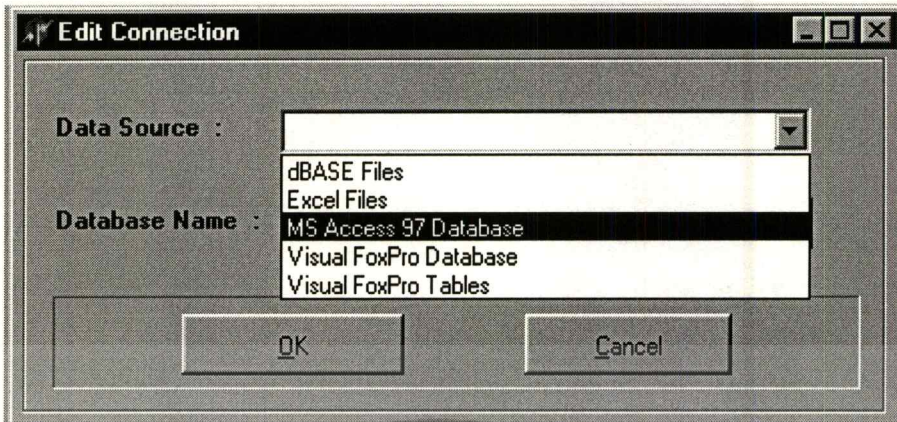 Edit Connection
Data Source :
dBASE Files
Excel Files
MS Access 97 Database
Visual FoxPro Database
Visual FoxPro Tables
Database Name :
OK
Cancel